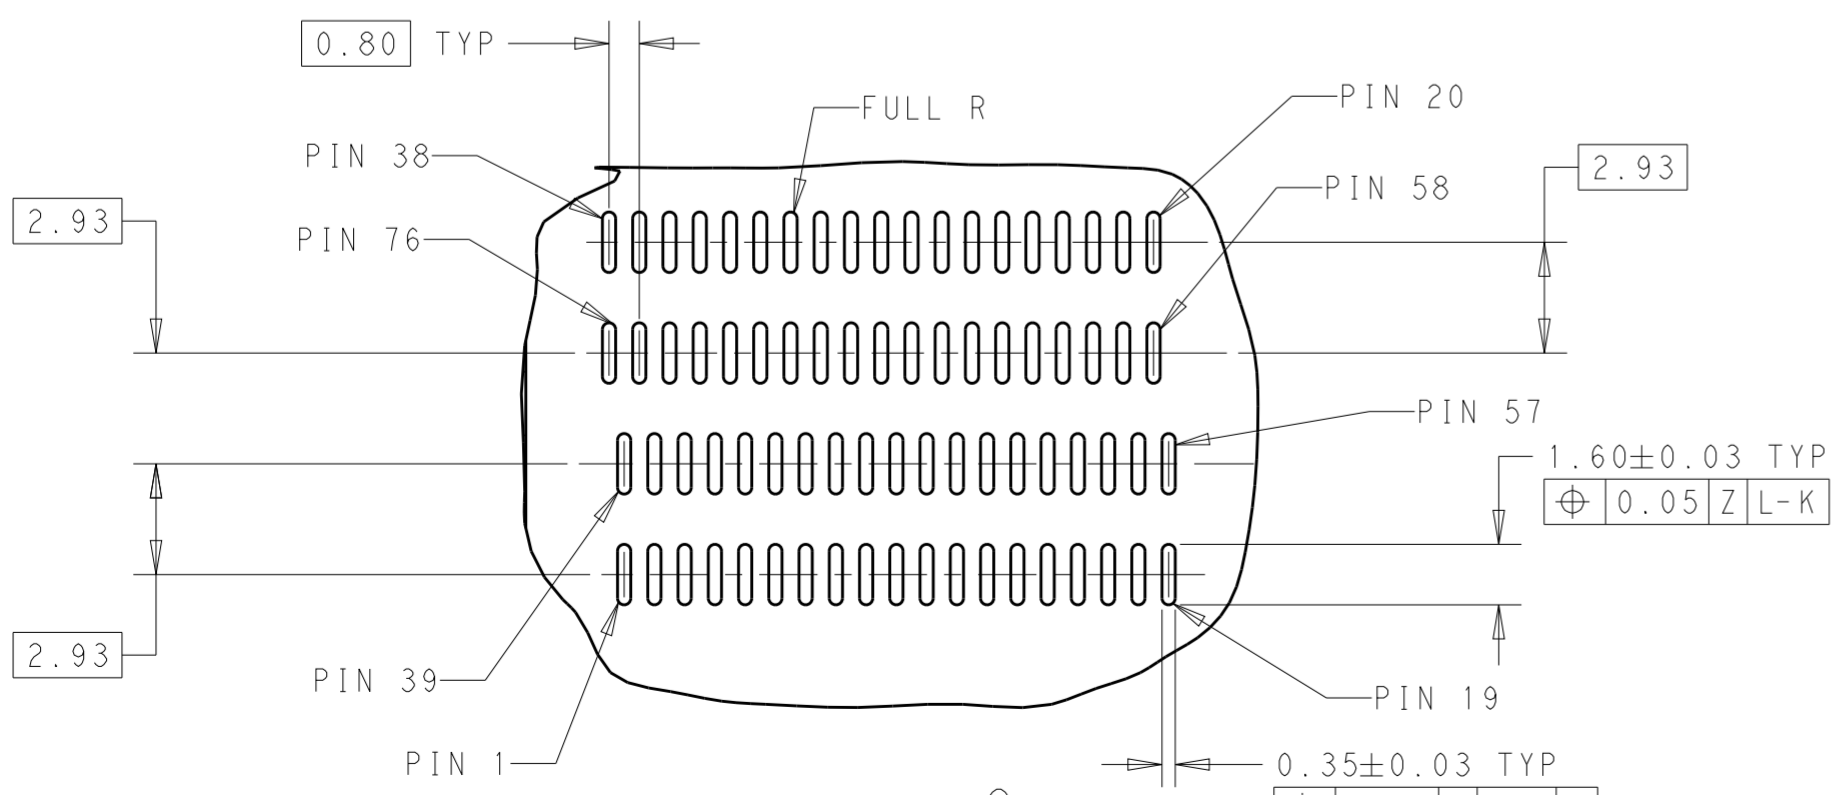 0.80 TYP
FULL R
PIN 20
PIN 38
2.93
PIN 58
2.93
PIN 76
PIN 57
1.60±0.03 TYP
⌖ 0.05 Z L-K
2.93
PIN 39
PIN 19
PIN 1
0.35±0.03 TYP